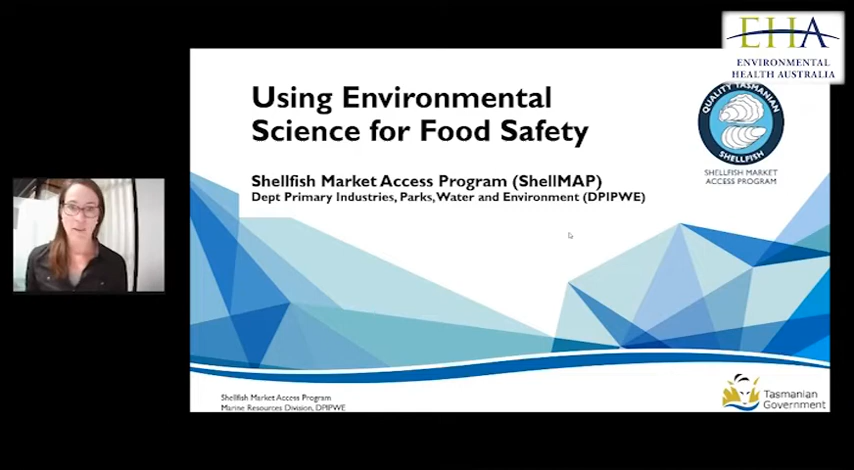 EHA
ENVIRONMENTAL
HEALTH AUSTRALIA
Using Environmental
Science for Food Safety
QUALITY TASMANIAN
SHELLFISH
SHELLFISH MARKET
ACCESS PROGRAM
Shellfish Market Access Program (ShellMAP)
Dept Primary Industries, Parks, Water and Environment (DPIPWE)
Shellfish Market Access Program
Marine Resources Division, DPIPWE
Tasmanian
Government